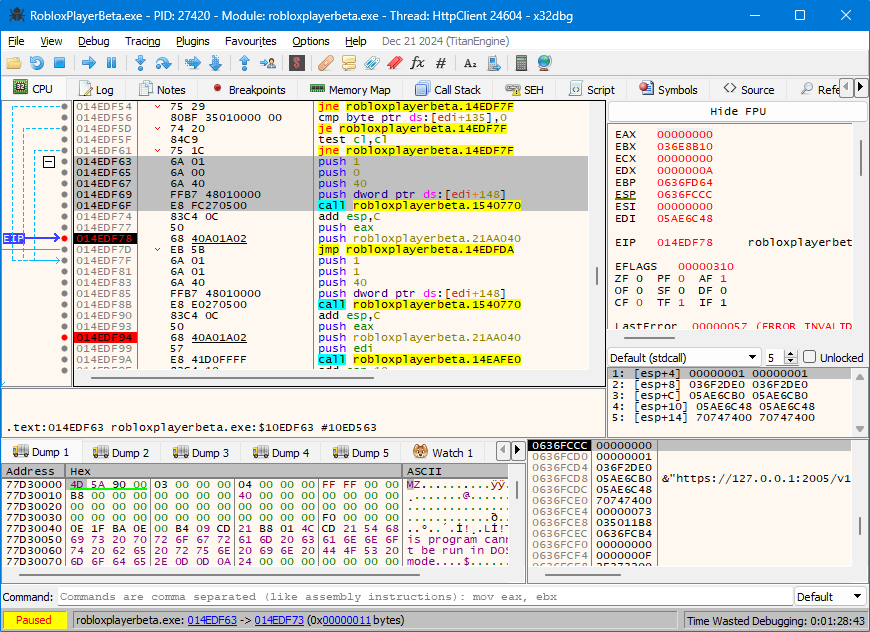 RobloxPlayerBeta.exe - PID: 27420 - Module: robloxplayerbeta.exe - Thread: HttpClient 24604 - x32dbg
File View Debug Tracing Plugins Favourites Options Help Dec 21 2024 (TitanEngine)
CPU Log Notes Breakpoints Memory Map Call Stack SEH Script Symbols Source Refe
014EDF54 75 29 jne robloxplayerbeta.14EDF7F
014EDF56 80BF 35010000 00 cmp byte ptr ds:[edi+135],0
014EDF5D 74 20 je robloxplayerbeta.14EDF7F
014EDF5F 84C9 test cl,cl
014EDF61 75 1C jne robloxplayerbeta.14EDF7F
014EDF63 6A 01 push 1
014EDF65 6A 00 push 0
014EDF67 6A 40 push 40
014EDF69 FFB7 48010000 push dword ptr ds:[edi+148]
014EDF6F E8 FC270500 call robloxplayerbeta.1540770
014EDF74 83C4 0C add esp,C
014EDF77 50 push eax
EIP 014EDF78 68 40A01A02 push robloxplayerbeta.21AA040
014EDF7D EB 5B jmp robloxplayerbeta.14EDFDA
014EDF7F 6A 01 push 1
014EDF81 6A 01 push 1
014EDF83 6A 40 push 40
014EDF85 FFB7 48010000 push dword ptr ds:[edi+148]
014EDF8B E8 E0270500 call robloxplayerbeta.1540770
014EDF90 83C4 0C add esp,C
014EDF93 50 push eax
014EDF94 68 40A01A02 push robloxplayerbeta.21AA040
014EDF99 57 push edi
014EDF9A E8 41D0FFFF call robloxplayerbeta.14EAFE0
.text:014EDF63 robloxplayerbeta.exe:$10EDF63 #10ED563
Hide FPU
EAX 00000000
EBX 036E8B10
ECX 00000000
EDX 0000000A
EBP 0636FD64
ESP 0636FCCC
ESI 00000000
EDI 05AE6C48
EIP 014EDF78 robloxplayerbet
EFLAGS 00000310
ZF 0 PF 0 AF 1
OF 0 SF 0 DF 0
CF 0 TF 1 IF 1
LastError 00000057 (ERROR_INVALID
Default (stdcall) 5 Unlocked
1: [esp+4] 00000001 00000001
2: [esp+8] 036F2DE0 036F2DE0
3: [esp+C] 05AE6CB0 05AE6CB0
4: [esp+10] 05AE6C48 05AE6C48
5: [esp+14] 70747400 70747400
Dump 1 Dump 2 Dump 3 Dump 4 Dump 5 Watch 1
Address Hex ASCII
77D30000 4D 5A 90 00 03 00 00 00 04 00 00 00 FF FF 00 00 MZ..........ÿÿ
77D30010 B8 00 00 00 00 00 00 00 40 00 00 00 00 00 00 00 ¸.......@.....
77D30020 00 00 00 00 00 00 00 00 00 00 00 00 00 00 00 00 ..............
77D30030 00 00 00 00 00 00 00 00 00 00 00 00 F0 00 00 00 ............ð.
77D30040 0E 1F BA 0E 00 B4 09 CD 21 B8 01 4C CD 21 54 68 ..º..´.Í!¸.LÍ!T
77D30050 69 73 20 70 72 6F 67 72 61 6D 20 63 61 6E 6E 6F is program cann
77D30060 74 20 62 65 20 72 75 6E 20 69 6E 20 44 4F 53 20 t be run in DOS
77D30070 6D 6F 64 65 2E 0D 0D 0A 24 00 00 00 00 00 00 00 mode....$......
0636FCCC 00000000
0636FCD0 00000001
0636FCD4 036F2DE0
0636FCD8 05AE6CB0 &"https://127.0.0.1:2005/v1
0636FCDC 05AE6C48
0636FCE0 70747400
0636FCE4 00000073
0636FCE8 035011B8
0636FCEC 0636FCB4
0636FCF0 00000000
0636FCF4 0000000F
Command: Commands are comma separated (like assembly instructions): mov eax, ebx Default
Paused robloxplayerbeta.exe: 014EDF63 -> 014EDF73 (0x00000011 bytes) Time Wasted Debugging: 0:01:28:43